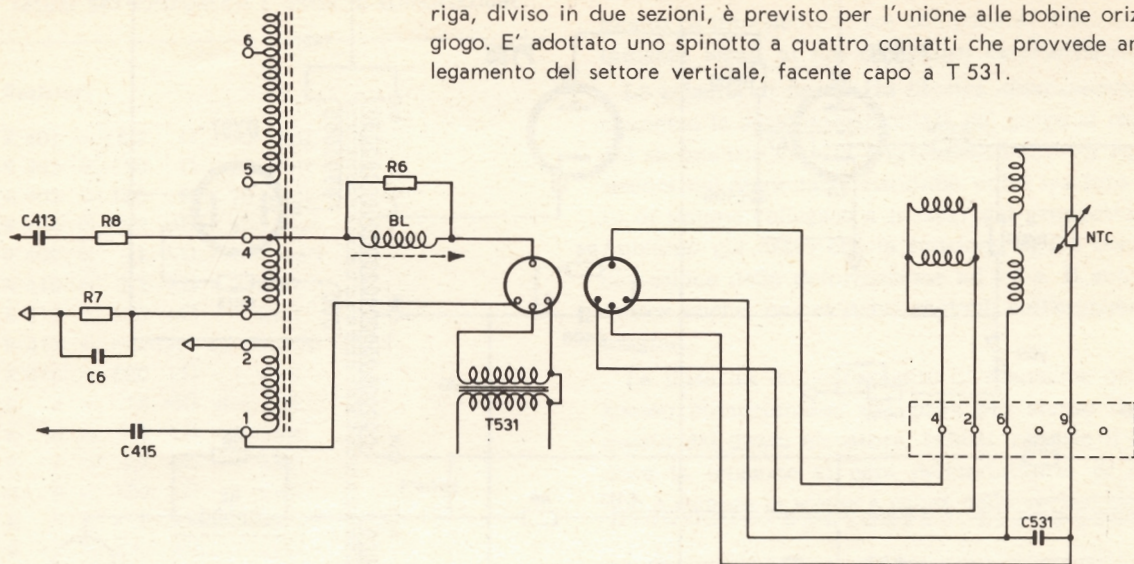 riga, diviso in due sezioni, è previsto per l'unione alle bobine oriz
giogo. E' adottato uno spinotto a quattro contatti che provvede an
legamento del settore verticale, facente capo a T 531.
6
5
R6
C413
R8
BL
4
NTC
R7
3
2
C6
4
2
6
9
1
T531
C415
C531